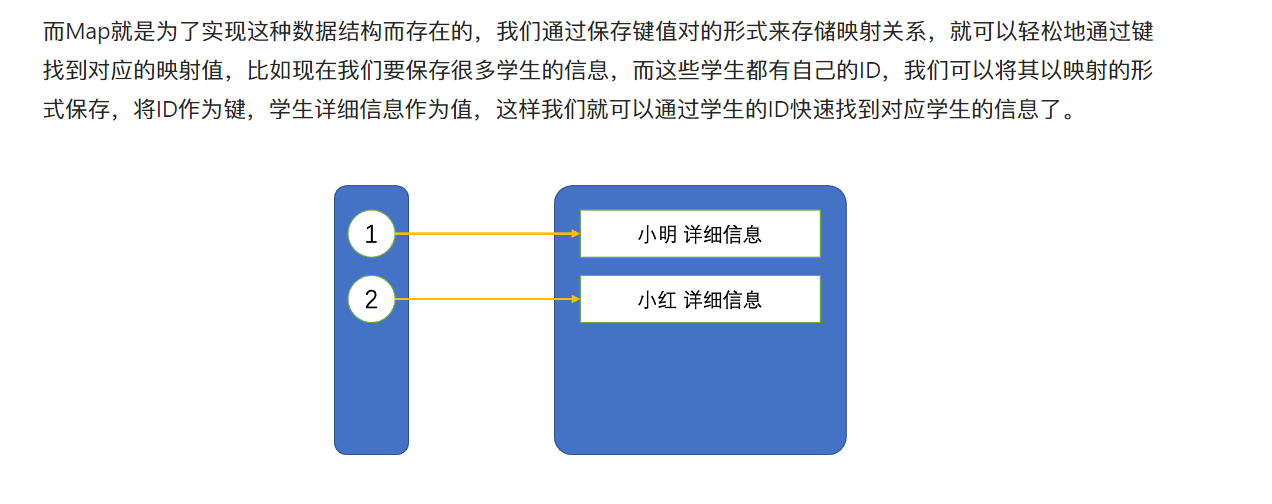 而Map就是为了实现这种数据结构而存在的，我们通过保存键值对的形式来存储映射关系，就可以轻松地通过键
找到对应的映射值，比如现在我们要保存很多学生的信息，而这些学生都有自己的ID，我们可以将其以映射的形
式保存，将ID作为键，学生详细信息作为值，这样我们就可以通过学生的ID快速找到对应学生的信息了。
1
小明 详细信息
2
小红 详细信息